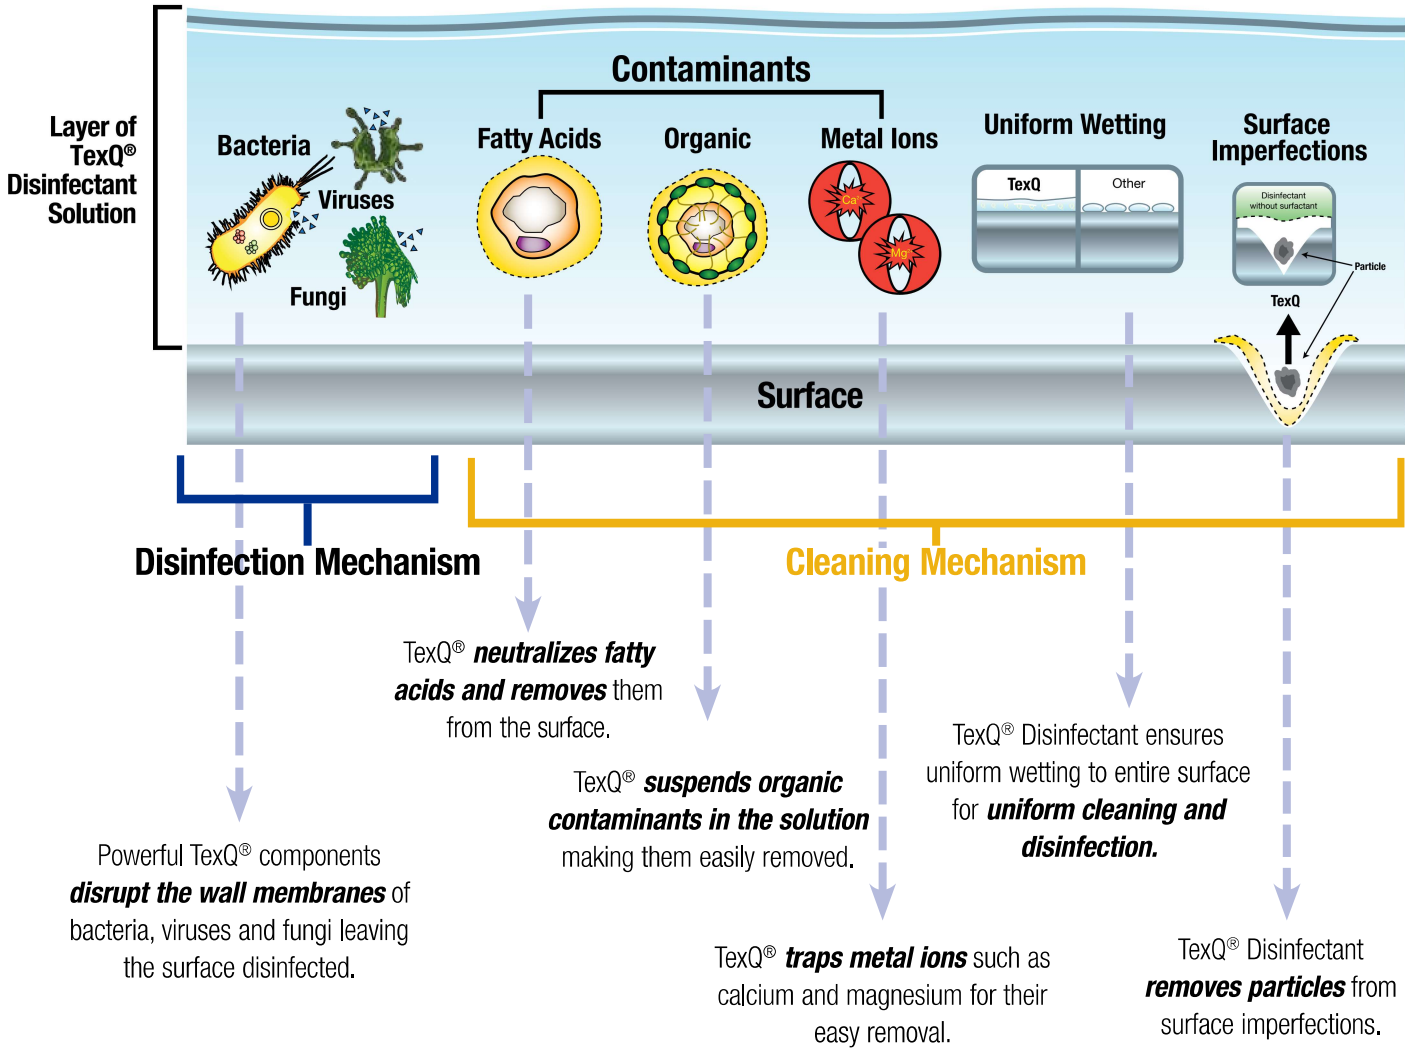 Layer of
TexQ®
Disinfectant
Solution
Contaminants
Bacteria
Viruses
Fungi
Fatty Acids
Organic
Metal Ions
Ca⁺
Mg⁺
Uniform Wetting
TexQ
Other
Surface
Imperfections
Disinfectant
without surfactant
Particle
TexQ
Surface
Disinfection Mechanism
Cleaning Mechanism
TexQ® neutralizes fatty
acids and removes them
from the surface.
TexQ® suspends organic
contaminants in the solution
making them easily removed.
TexQ® Disinfectant ensures
uniform wetting to entire surface
for uniform cleaning and
disinfection.
Powerful TexQ® components
disrupt the wall membranes of
bacteria, viruses and fungi leaving
the surface disinfected.
TexQ® traps metal ions such as
calcium and magnesium for their
easy removal.
TexQ® Disinfectant
removes particles from
surface imperfections.